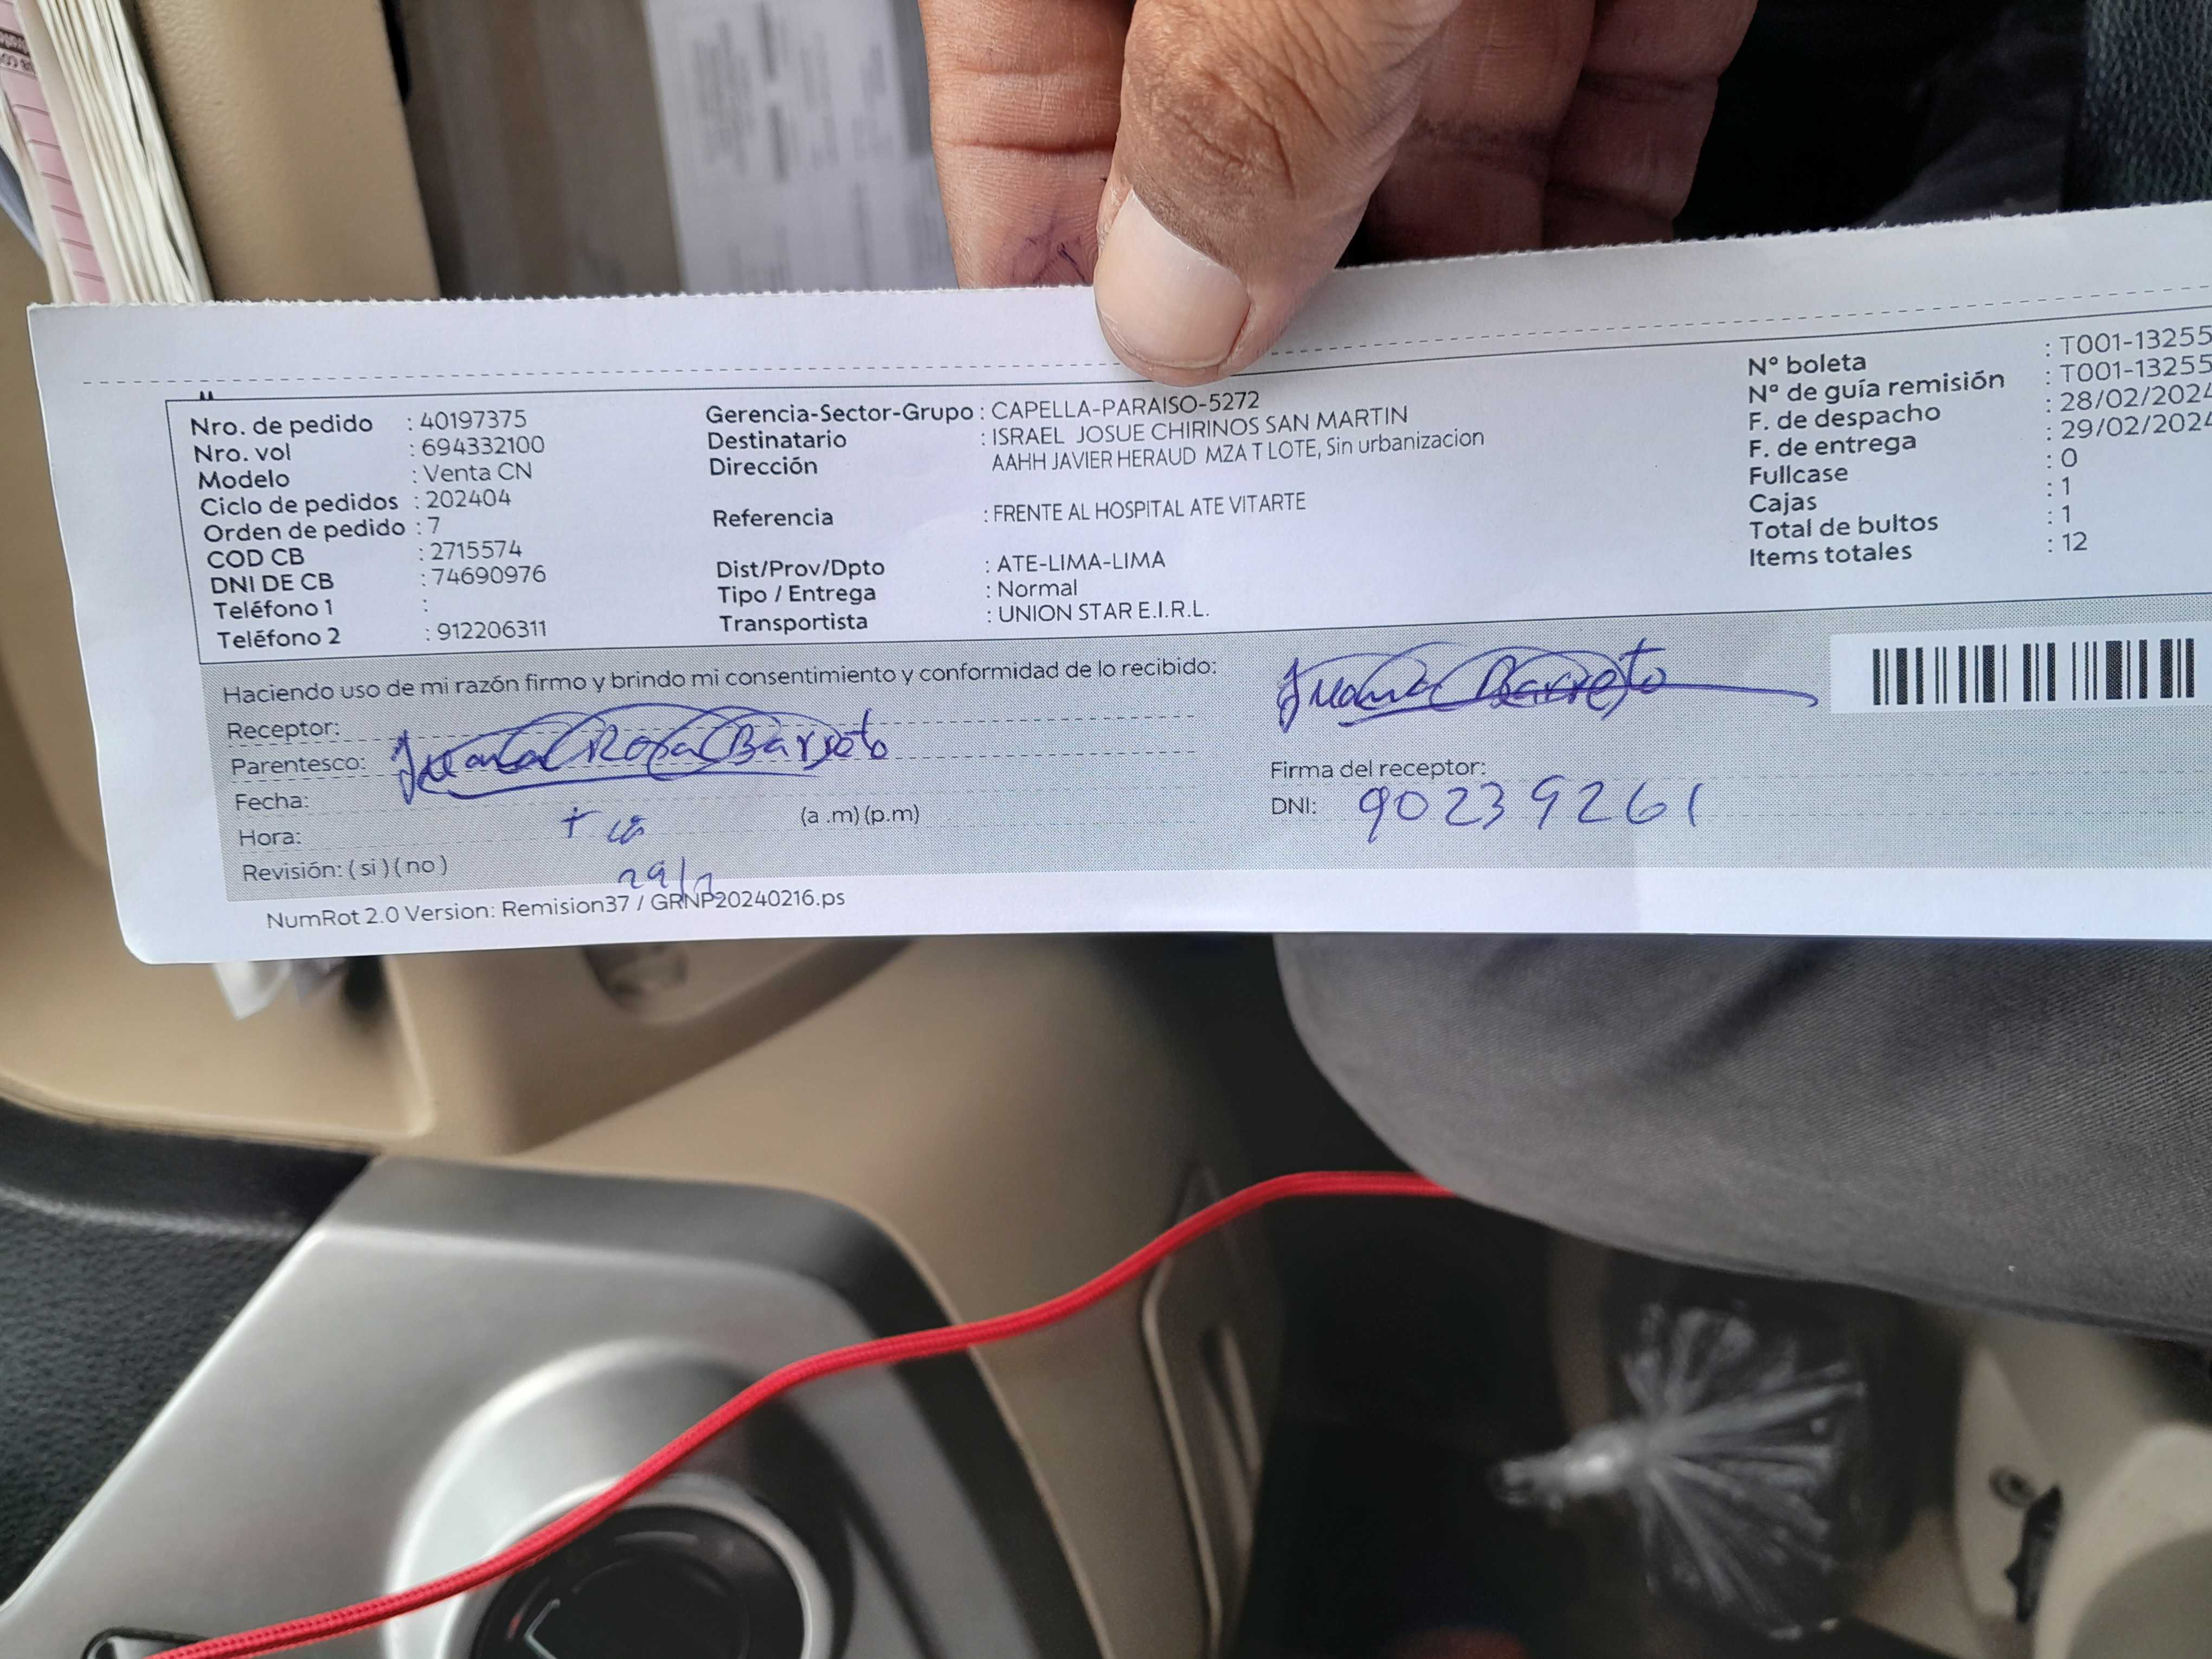 Nro. de pedido : 40197375
Nro. vol : 694332100
Modelo : Venta CN
Ciclo de pedidos : 202404
Orden de pedido : 7
COD CB : 2715574
DNI DE CB : 74690976
Teléfono 1 :
Teléfono 2 : 912206311
Gerencia-Sector-Grupo : CAPELLA-PARAISO-5272
Destinatario : ISRAEL JOSUE CHIRINOS SAN MARTIN
Dirección AAHH JAVIER HERAUD MZA T LOTE, Sin urbanizacion
Referencia : FRENTE AL HOSPITAL ATE VITARTE
Dist/Prov/Dpto : ATE-LIMA-LIMA
Tipo / Entrega : Normal
Transportista : UNION STAR E.I.R.L.
N° boleta : T001-13255
N° de guía remisión : T001-13255
F. de despacho : 28/02/2024
F. de entrega : 29/02/2024
Fullcase : 0
Cajas : 1
Total de bultos : 1
Items totales : 12
Haciendo uso de mi razón firmo y brindo mi consentimiento y conformidad de lo recibido:
Receptor:
Parentesco: Juana Rosa Barreto
Fecha:
Hora: (a .m) (p.m)
Revisión: ( si ) ( no )
29/
Juana Barreto
Firma del receptor:
DNI: 90239261
NumRot 2.0 Version: Remision37 / GRNP20240216.ps